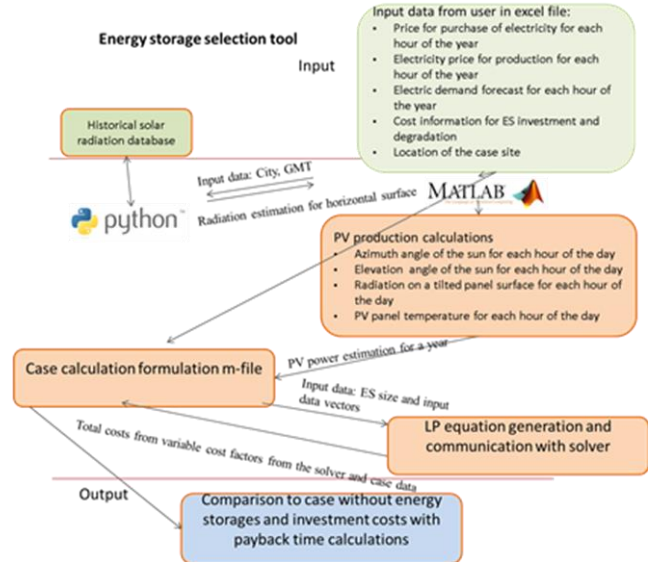 Energy storage selection tool
Input
Input data from user in excel file:
• Price for purchase of electricity for each
hour of the year
• Electricity price for production for each
hour of the year
• Electric demand forecast for each hour of
the year
• Cost information for ES investment and
degradation
• Location of the case site
Historical solar
radiation database
Input data: City, GMT
python™
Radiation estimation for horizontal surface
MATLAB
PV production calculations
• Azimuth angle of the sun for each hour of the day
• Elevation angle of the sun for each hour of the day
• Radiation on a tilted panel surface for each hour of
the day
• PV panel temperature for each hour of the day
PV power estimation for a year
Case calculation formulation m-file
Input data: ES size and input
data vectors
LP equation generation and
communication with solver
Total costs from variable cost factors from the solver and case data
Output
Comparison to case without energy
storages and investment costs with
payback time calculations